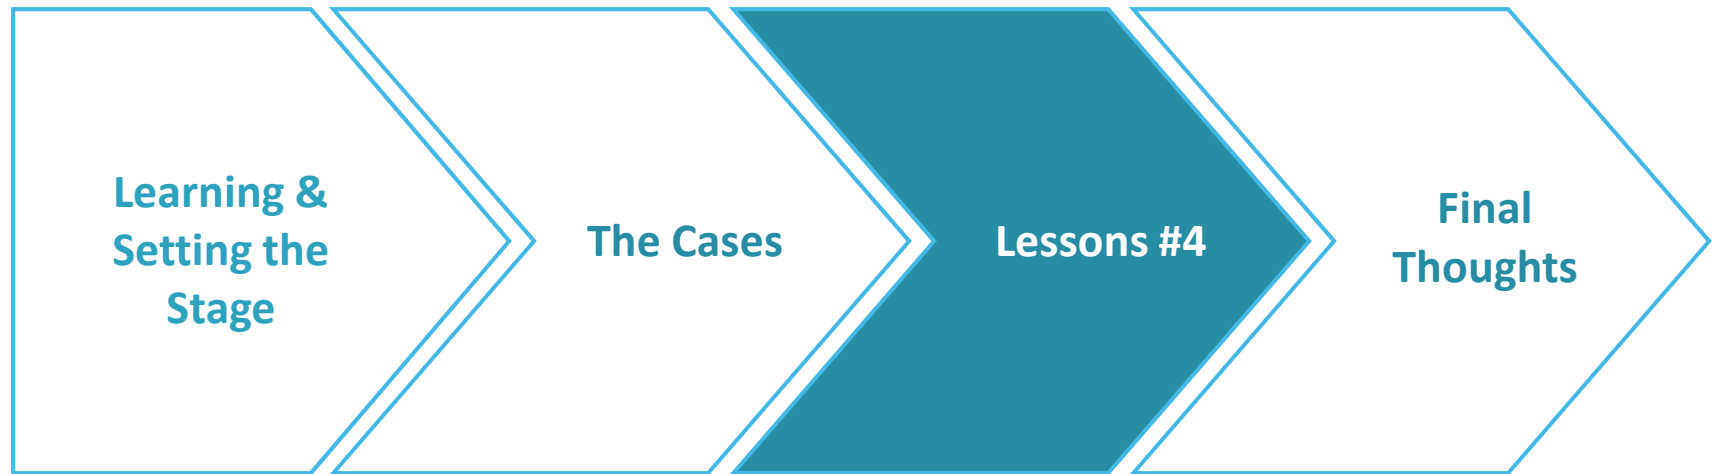 Learning &
Setting the
Stage
The Cases
Lessons #4
Final
Thoughts